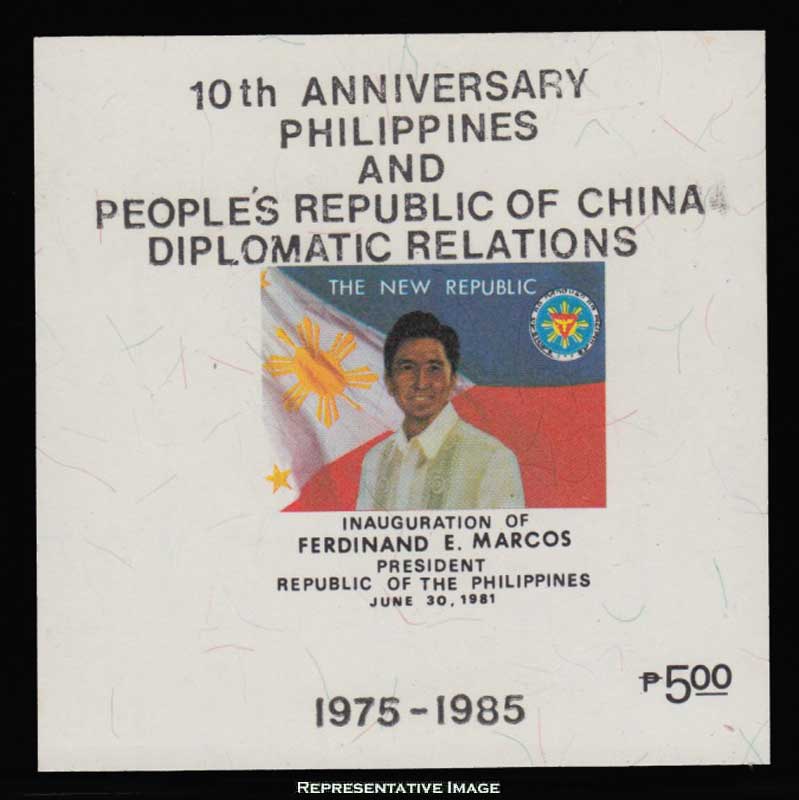 10th ANNIVERSARY
PHILIPPINES
AND
PEOPLE'S REPUBLIC OF CHINA
DIPLOMATIC RELATIONS
THE NEW REPUBLIC
INAUGURATION OF
FERDINAND E. MARCOS
PRESIDENT
REPUBLIC OF THE PHILIPPINES
JUNE 30, 1981
₱5.00
1975-1985
REPRESENTATIVE IMAGE